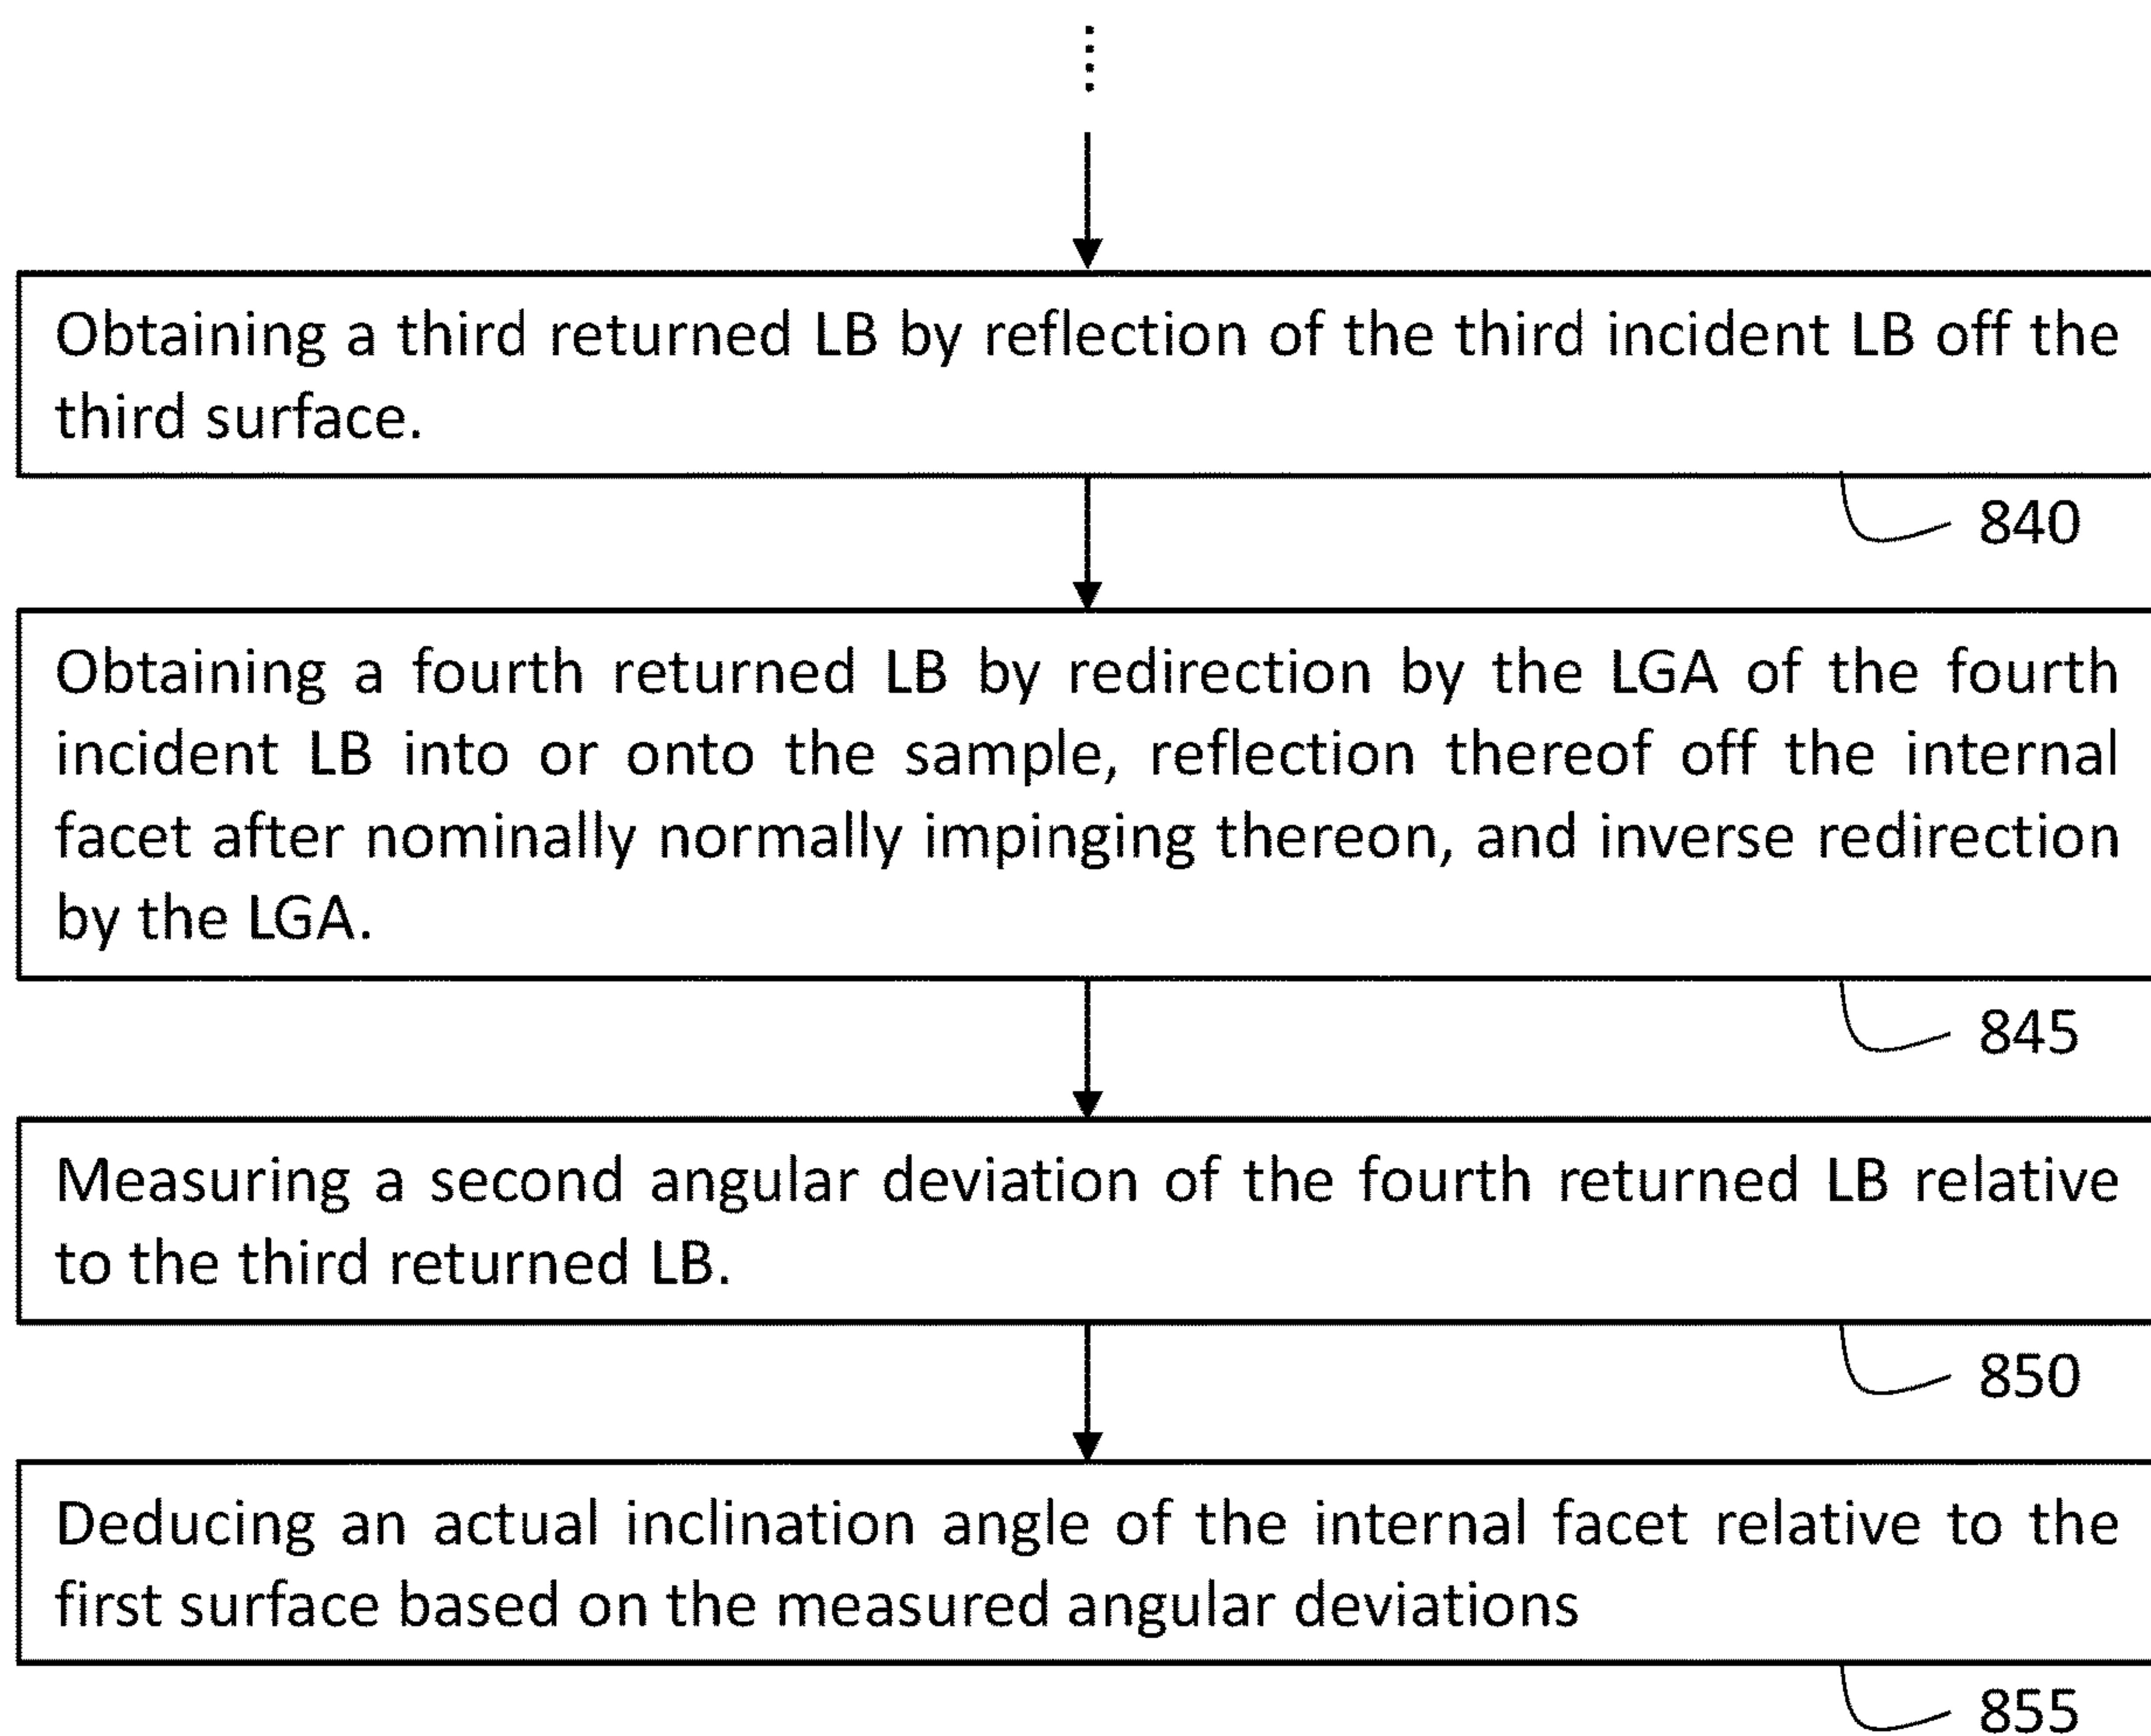 Obtaining a third returned LB by reflection of the third incident LB off the
third surface.
840
Obtaining a fourth returned LB by redirection by the LGA of the fourth
incident LB into or onto the sample, reflection thereof off the internal
facet after nominally normally impinging thereon, and inverse redirection
by the LGA.
845
Measuring a second angular deviation of the fourth returned LB relative
to the third returned LB.
850
Deducing an actual inclination angle of the internal facet relative to the
first surface based on the measured angular deviations
855